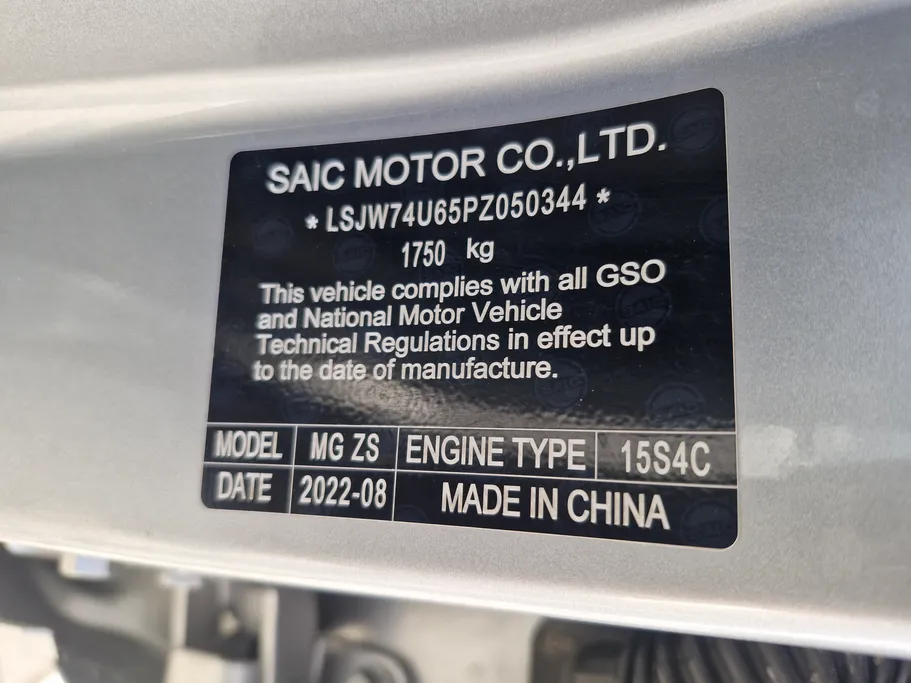 SAIC MOTOR CO.,LTD.
* LSJW74U65PZ050344 *
1750 kg
This vehicle complies with all GSO
and National Motor Vehicle
Technical Regulations in effect up
to the date of manufacture.
MODEL MG ZS ENGINE TYPE 15S4C
DATE 2022-08 MADE IN CHINA